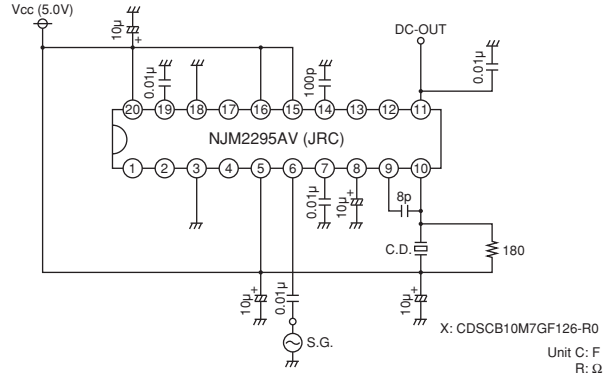 Vcc (5.0V)
10µ
+
0.01µ
100p
DC-OUT
0.01µ
20 19 18 17 16 15 14 13 12 11
NJM2295AV (JRC)
1 2 3 4 5 6 7 8 9 10
0.01µ
10µ
+
8p
C.D.
180
10µ
+
0.01µ
S.G.
10µ
+
X: CDSCB10M7GF126-R0
Unit C: F
R: Ω